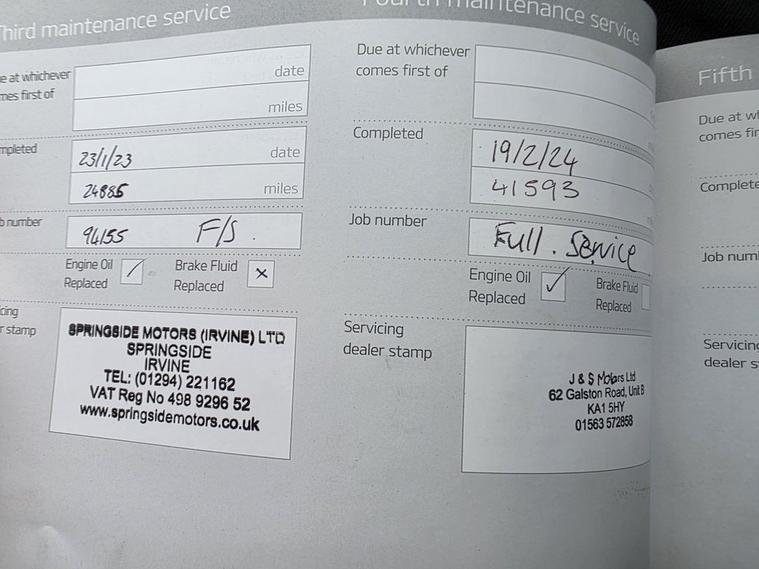 Third maintenance service
e at whichever
mes first of
date
miles
mpleted
23/1/23 date
24885 miles
b number
94155 F/S.
Engine Oil
Replaced
Brake Fluid
Replaced
cing
r stamp
SPRINGSIDE MOTORS (IRVINE) LTD
SPRINGSIDE
IRVINE
TEL: (01294) 221162
VAT Reg No 498 9296 52
www.springsidemotors.co.uk
Fourth maintenance service
Due at whichever
comes first of
Completed
19/2/24
41593
Job number
Full. Service
Engine Oil
Replaced
Brake Fluid
Replaced
Servicing
dealer stamp
J & S Motors Ltd
62 Galston Road, Unit B
KA1 5HY
01563 572858
Fifth
Due at wh
comes fir
Complete
Job num
Servicing
dealer s